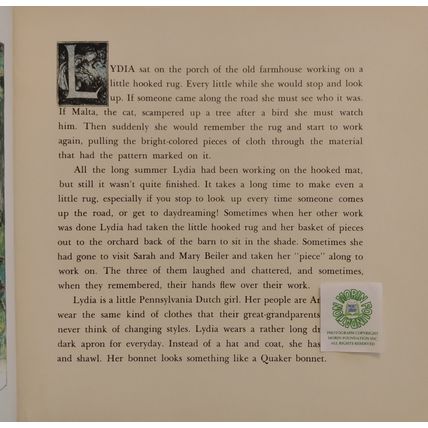 LYDIA sat on the porch of the old farmhouse working on a
little hooked rug. Every little while she would stop and look
up. If someone came along the road she must see who it was.
If Malta, the cat, scampered up a tree after a bird she must watch
him. Then suddenly she would remember the rug and start to work
again, pulling the bright-colored pieces of cloth through the material
that had the pattern marked on it.
All the long summer Lydia had been working on the hooked mat,
but still it wasn't quite finished. It takes a long time to make even a
little rug, especially if you stop to look up every time someone comes
up the road, or get to daydreaming! Sometimes when her other work
was done Lydia had taken the little hooked rug and her basket of pieces
out to the orchard back of the barn to sit in the shade. Sometimes she
had gone to visit Sarah and Mary Beiler and taken her "piece" along to
work on. The three of them laughed and chattered, and sometimes,
when they remembered, their hands flew over their work.
Lydia is a little Pennsylvania Dutch girl. Her people are
wear the same kind of clothes that their great-grandparents
never think of changing styles. Lydia wears a rather long
dark apron for everyday. Instead of a hat and coat, she has
and shawl. Her bonnet looks something like a Quaker bonnet.
MORIN FOUNDATION
PHOTOGRAPH COPYRIGHT
MORIN FOUNDATION INC
ALL RIGHTS RESERVED